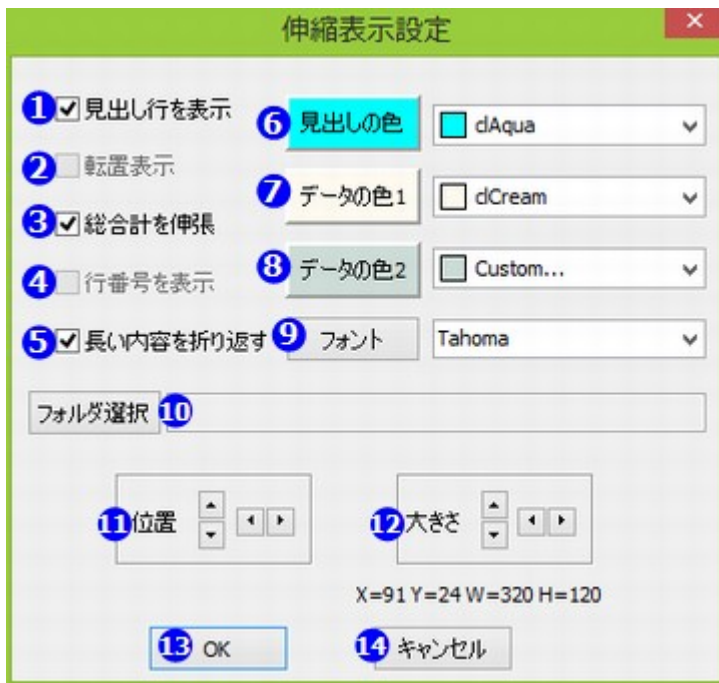 伸縮表示設定
1 見出し行を表示
6 見出しの色 clAqua
2 転置表示
7 データの色1 clCream
3 総合計を伸張
8 データの色2 Custom...
4 行番号を表示
5 長い内容を折り返す 9 フォント Tahoma
フォルダ選択 10
11 位置 12 大きさ
X=91 Y=24 W=320 H=120
13 OK 14 キャンセル